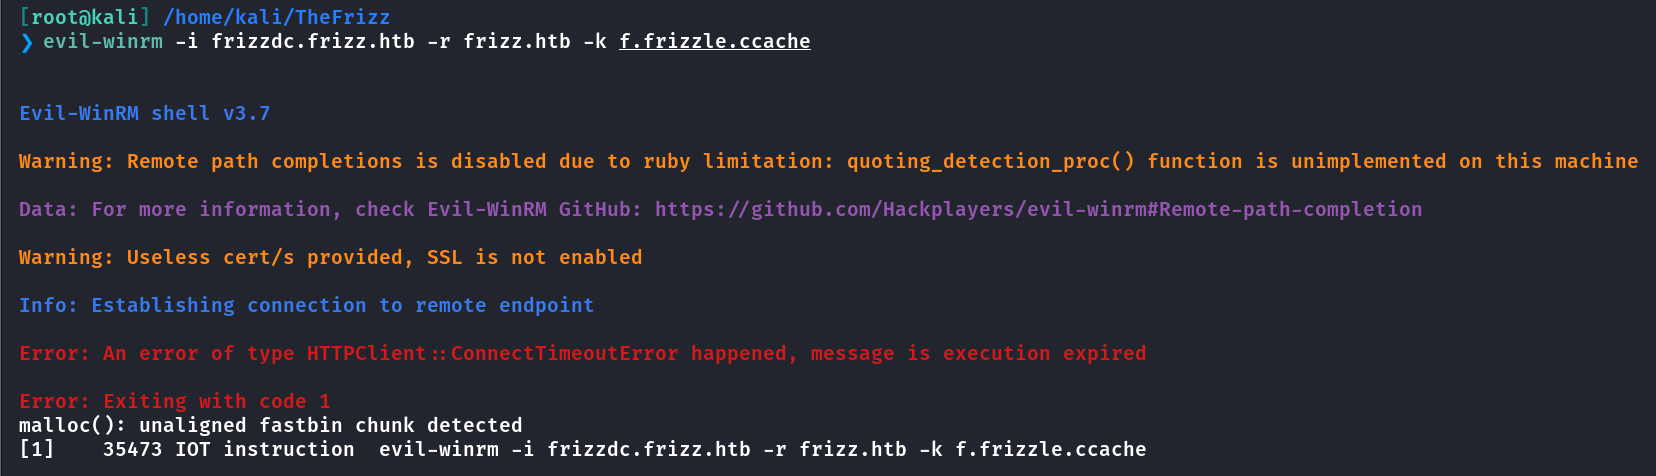 [root@kali] /home/kali/TheFrizz
❯ evil-winrm -i frizzdc.frizz.htb -r frizz.htb -k f.frizzle.ccache
Evil-WinRM shell v3.7
Warning: Remote path completions is disabled due to ruby limitation: quoting_detection_proc() function is unimplemented on this machine
Data: For more information, check Evil-WinRM GitHub: https://github.com/Hackplayers/evil-winrm#Remote-path-completion
Warning: Useless cert/s provided, SSL is not enabled
Info: Establishing connection to remote endpoint
Error: An error of type HTTPClient::ConnectTimeoutError happened, message is execution expired
Error: Exiting with code 1
malloc(): unaligned fastbin chunk detected
[1]    35473 IOT instruction  evil-winrm -i frizzdc.frizz.htb -r frizz.htb -k f.frizzle.ccache